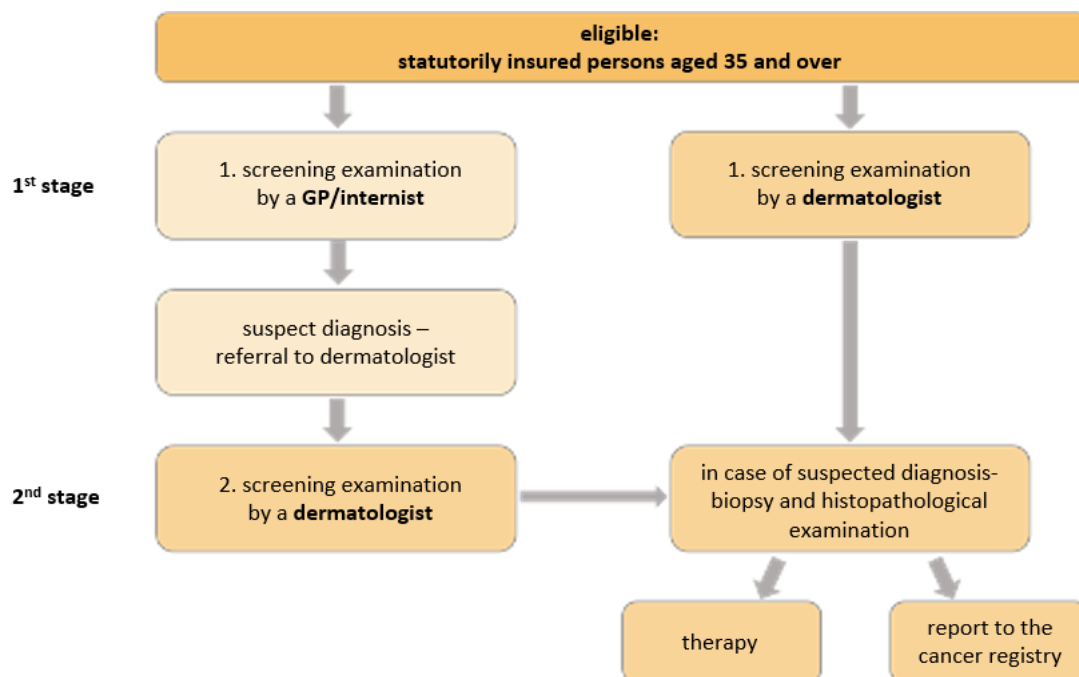 eligible:
statutorily insured persons aged 35 and over
1st stage
1. screening examination
by a GP/internist
1. screening examination
by a dermatologist
suspect diagnosis –
referral to dermatologist
2nd stage
2. screening examination
by a dermatologist
in case of suspected diagnosis-
biopsy and histopathological
examination
therapy
report to the
cancer registry